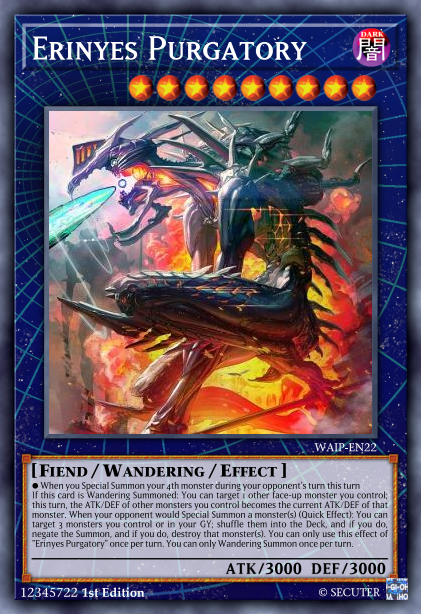 Erinyes Purgatory
DARK
闇
WAIP-EN22
[ Fiend / Wandering / Effect ]
● When you Special Summon your 4th monster during your opponent's turn this turn
If this card is Wandering Summoned: You can target 1 other face-up monster you control;
this turn, the ATK/DEF of other monsters you control becomes the current ATK/DEF of that
monster. When your opponent would Special Summon a monster(s) (Quick Effect): You can
target 3 monsters you control or in your GY; shuffle them into the Deck, and if you do,
negate the Summon, and if you do, destroy that monster(s). You can only use this effect of
"Erinyes Purgatory" once per turn. You can only Wandering Summon once per turn.
ATK/3000 DEF/3000
12345722 1st Edition
© SECUTER